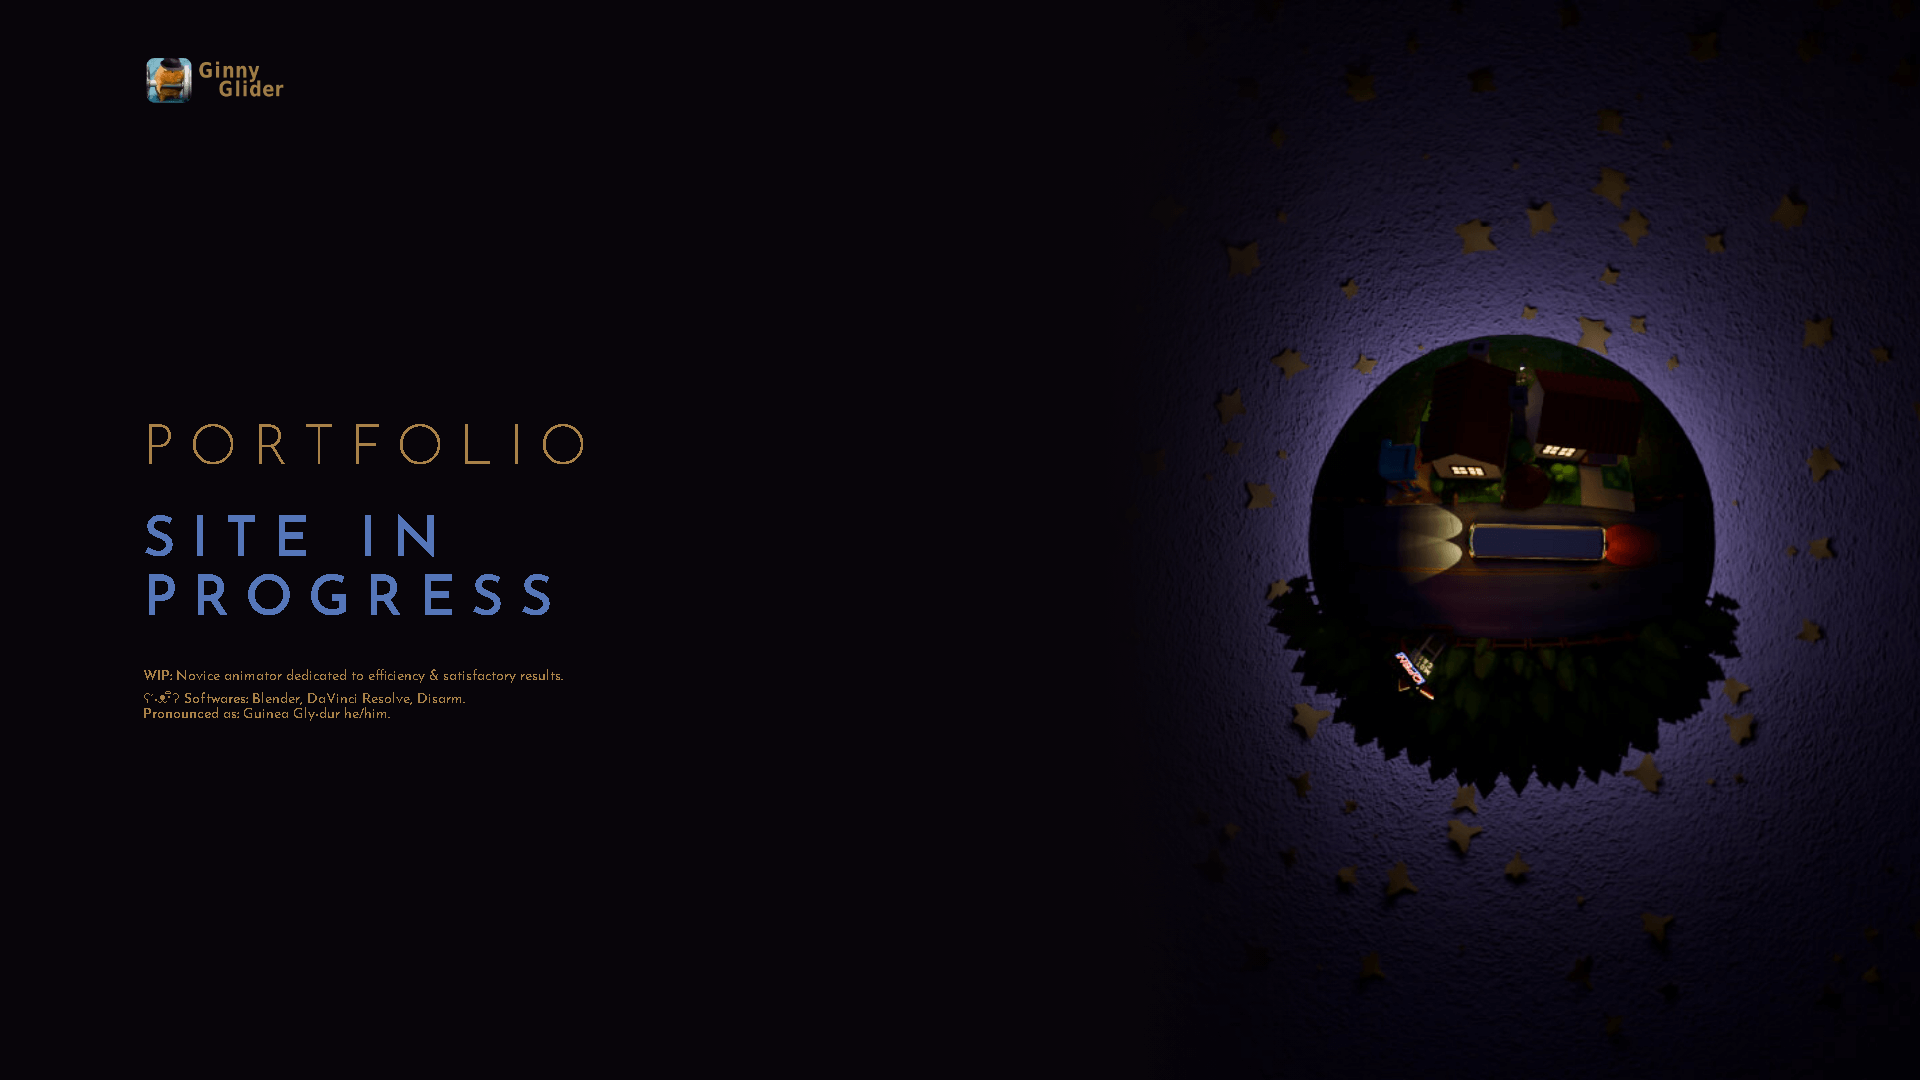 Ginny
Glider
PORTFOLIO
SITE IN
PROGRESS
WIP: Novice animator dedicated to efficiency & satisfactory results.
Softwares: Blender, DaVinci Resolve, Disarm.
Pronounced as: Guinea Gly-dur he/him.
OPEN